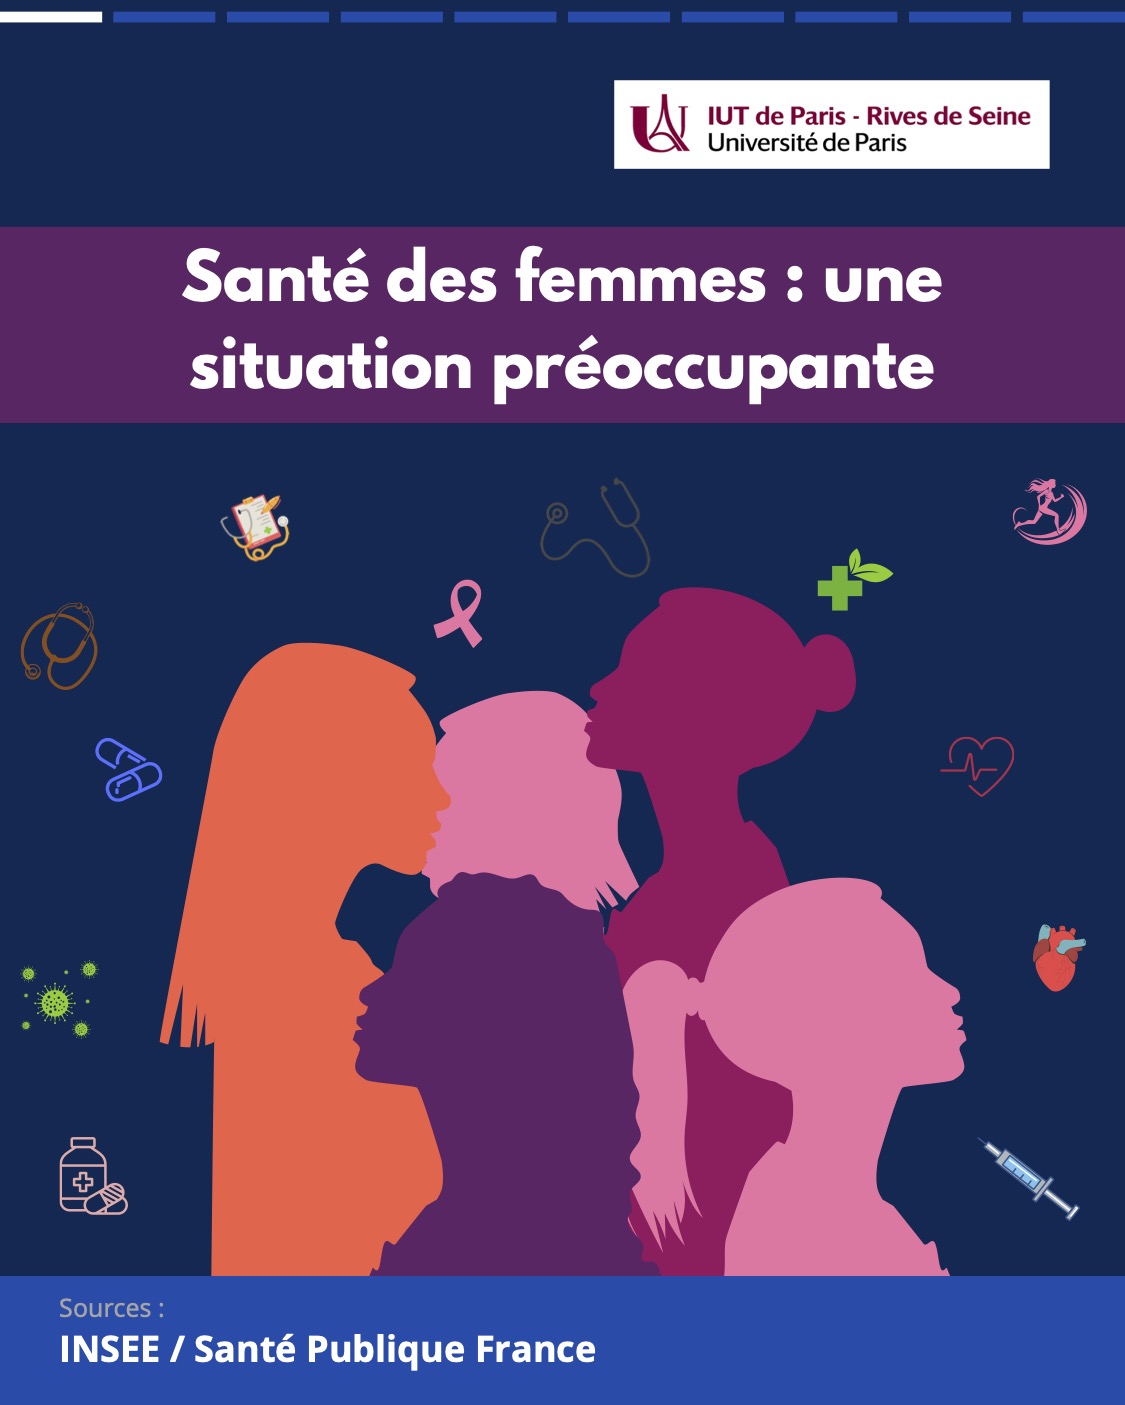 IUT de Paris - Rives de Seine
Université de Paris
Santé des femmes : une
situation préoccupante
Sources :
INSEE / Santé Publique France